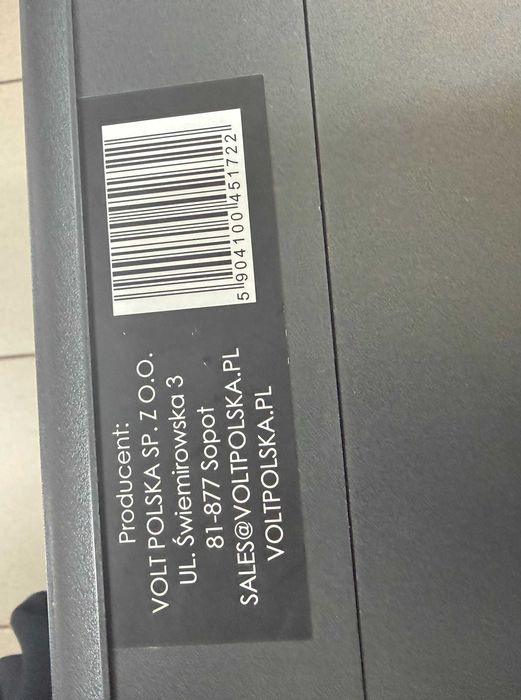 Producent:
VOLT POLSKA SP. Z O.O.
UL. Świemirowska 3
81-877 Sopot
SALES@VOLTPOLSKA.PL
VOLTPOLSKA.PL
5 904100 451722